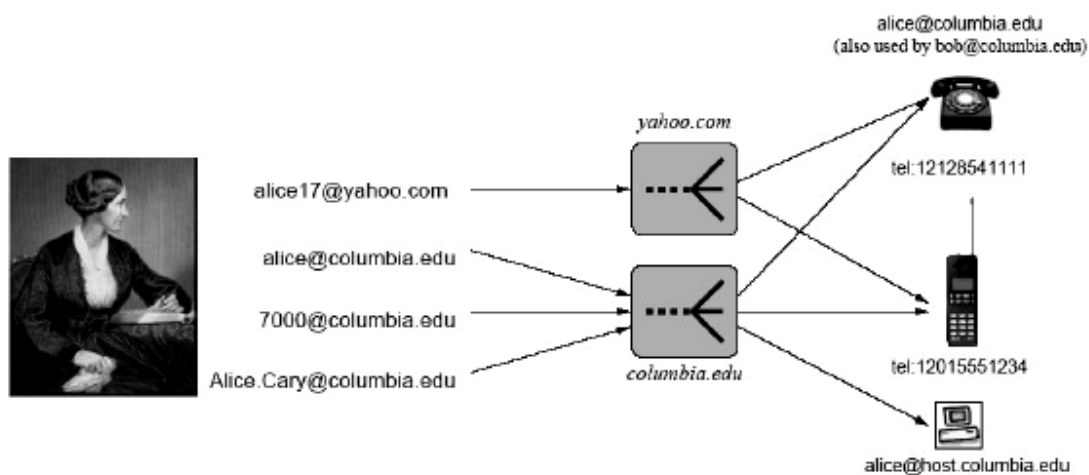 alice@columbia.edu
(also used by bob@columbia.edu)
yahoo.com
tel:12128541111
alice17@yahoo.com
alice@columbia.edu
7000@columbia.edu
Alice.Cary@columbia.edu
columbia.edu
tel:12015551234
alice@host.columbia.edu